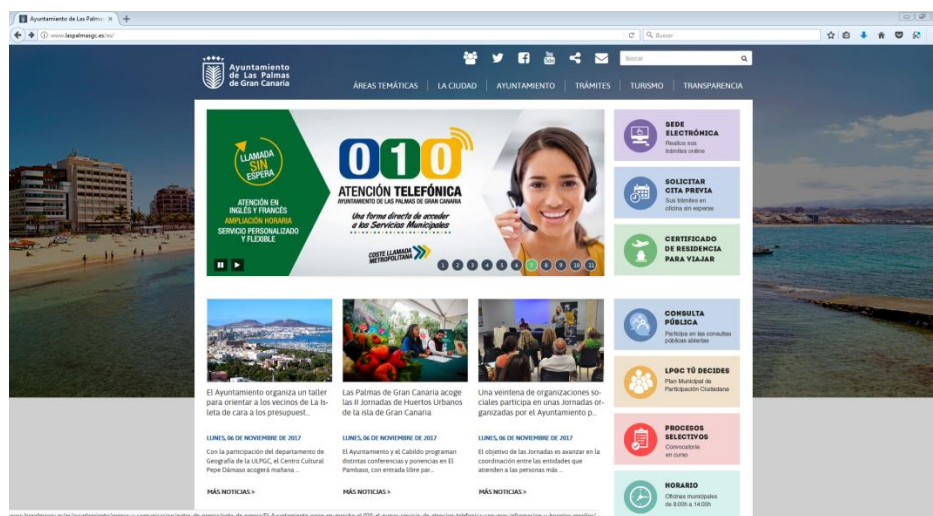 Ayuntamiento de Las Palmas
www.laspalmasgc.es/es/
Buscar
Ayuntamiento
de Las Palmas
de Gran Canaria
Buscar
ÁREAS TEMÁTICAS | LA CIUDAD | AYUNTAMIENTO | TRÁMITES | TURISMO | TRANSPARENCIA
LLAMADA
SIN
ESPERA
ATENCIÓN EN
INGLÉS Y FRANCÉS
AMPLIACIÓN HORARIA
SERVICIO PERSONALIZADO
Y FLEXIBLE
010
ATENCIÓN TELEFÓNICA
AYUNTAMIENTO DE LAS PALMAS DE GRAN CANARIA
Una forma directa de acceder
a los Servicios Municipales
COSTE LLAMADA
METROPOLITANA
1 2 3 4 5 6 7 8 9 10 11
SEDE
ELECTRÓNICA
Realice sus
trámites online
SOLICITAR
CITA PREVIA
Sus trámites en
oficina sin esperas
CERTIFICADO
DE RESIDENCIA
PARA VIAJAR
CONSULTA
PÚBLICA
Participa en las consultas
públicas abiertas
LPGC TÚ DECIDES
Plan Municipal de
Participación Ciudadana
PROCESOS
SELECTIVOS
Convocatoria
en curso
HORARIO
Oficinas municipales
de 8:00h a 14:00h
El Ayuntamiento organiza un taller
para orientar a los vecinos de La Is-
leta de cara a los presupuest...
LUNES, 06 DE NOVIEMBRE DE 2017
Con la participación del departamento de
Geografía de la ULPGC, el Centro Cultural
Pepe Dámaso acogerá mañana ...
MÁS NOTICIAS >
Las Palmas de Gran Canaria acoge
las II Jornadas de Huertos Urbanos
de la isla de Gran Canaria
LUNES, 06 DE NOVIEMBRE DE 2017
El Ayuntamiento y el Cabildo programan
distintas conferencias y ponencias en El
Pambaso, con entrada libre par...
MÁS NOTICIAS >
Una veintena de organizaciones so-
ciales participa en unas Jornadas or-
ganizadas por el Ayuntamiento p...
LUNES, 06 DE NOVIEMBRE DE 2017
El objetivo de las Jornadas es avanzar en la
coordinación entre las entidades que
atienden a las personas más ...
MÁS NOTICIAS >